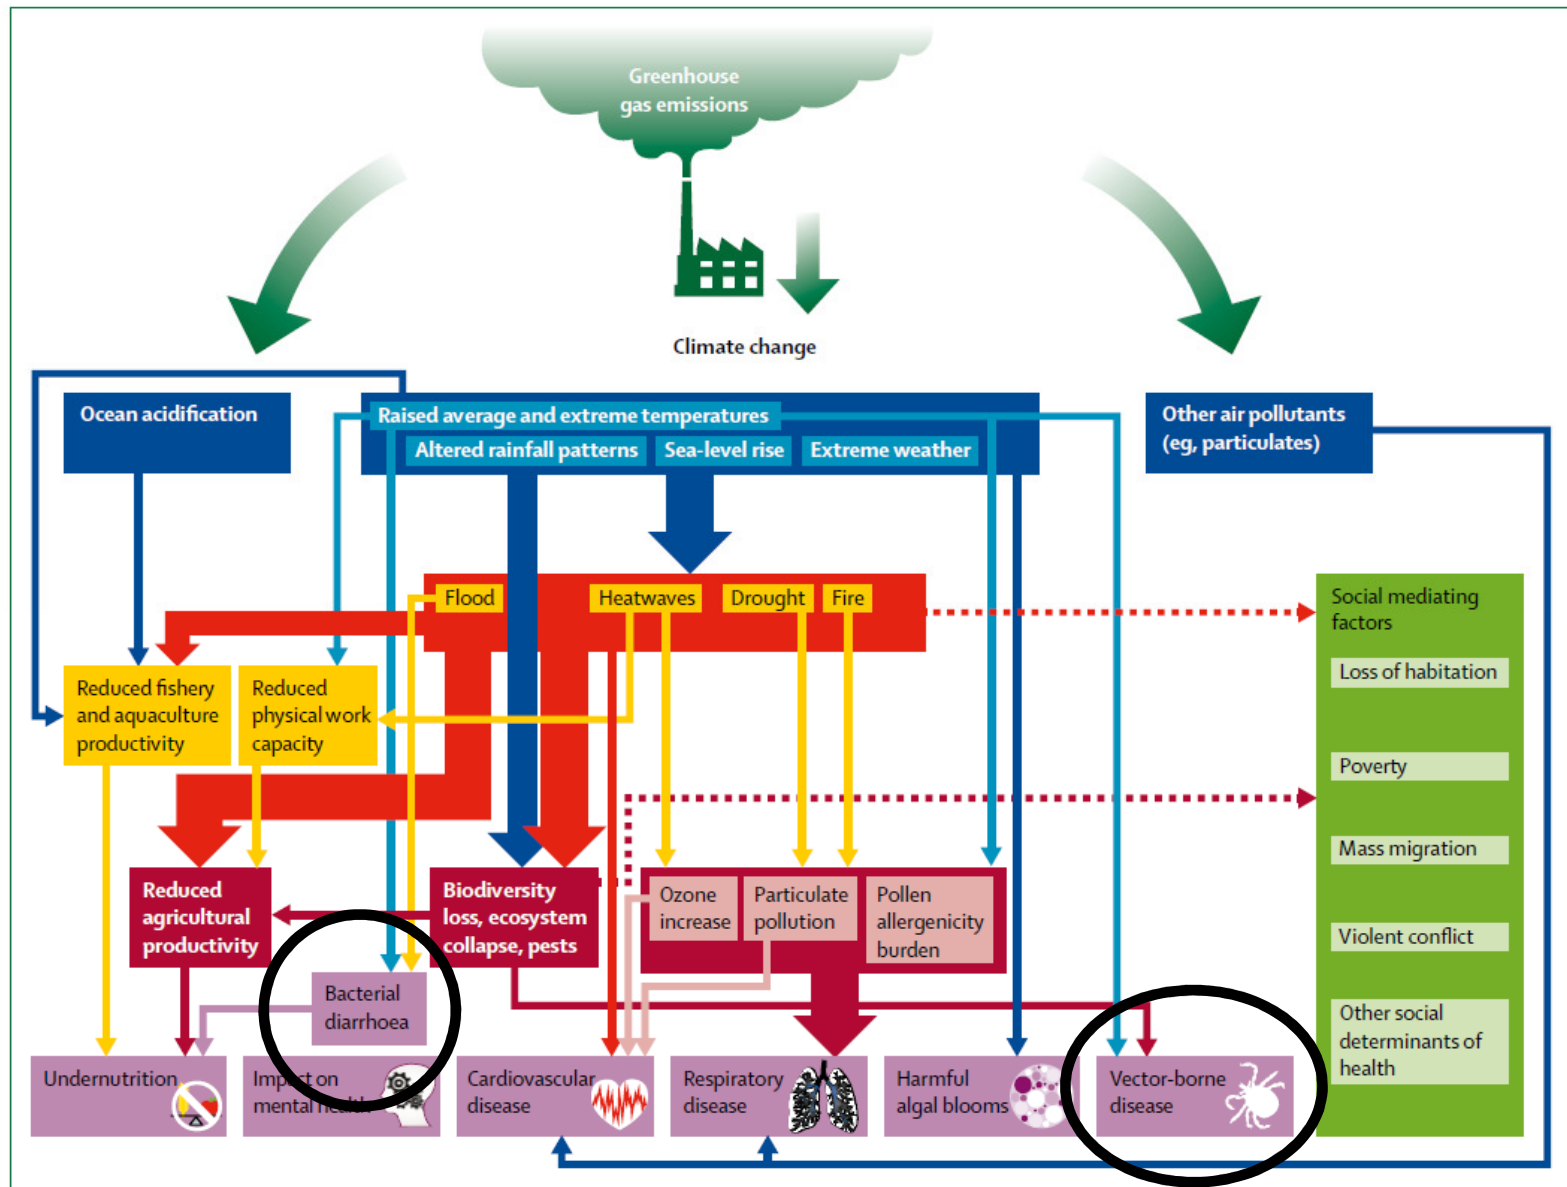 Greenhouse
gas emissions
Climate change
Ocean acidification
Raised average and extreme temperatures
Altered rainfall patterns
Sea-level rise
Extreme weather
Other air pollutants
(eg, particulates)
Flood
Heatwaves
Drought
Fire
Social mediating
factors
Loss of habitation
Poverty
Mass migration
Violent conflict
Other social
determinants of
health
Reduced fishery
and aquaculture
productivity
Reduced
physical work
capacity
Reduced
agricultural
productivity
Biodiversity
loss, ecosystem
collapse, pests
Ozone
increase
Particulate
pollution
Pollen
allergenicity
burden
Bacterial
diarrhoea
Undernutrition
Impact on
mental health
Cardiovascular
disease
Respiratory
disease
Harmful
algal blooms
Vector-borne
disease